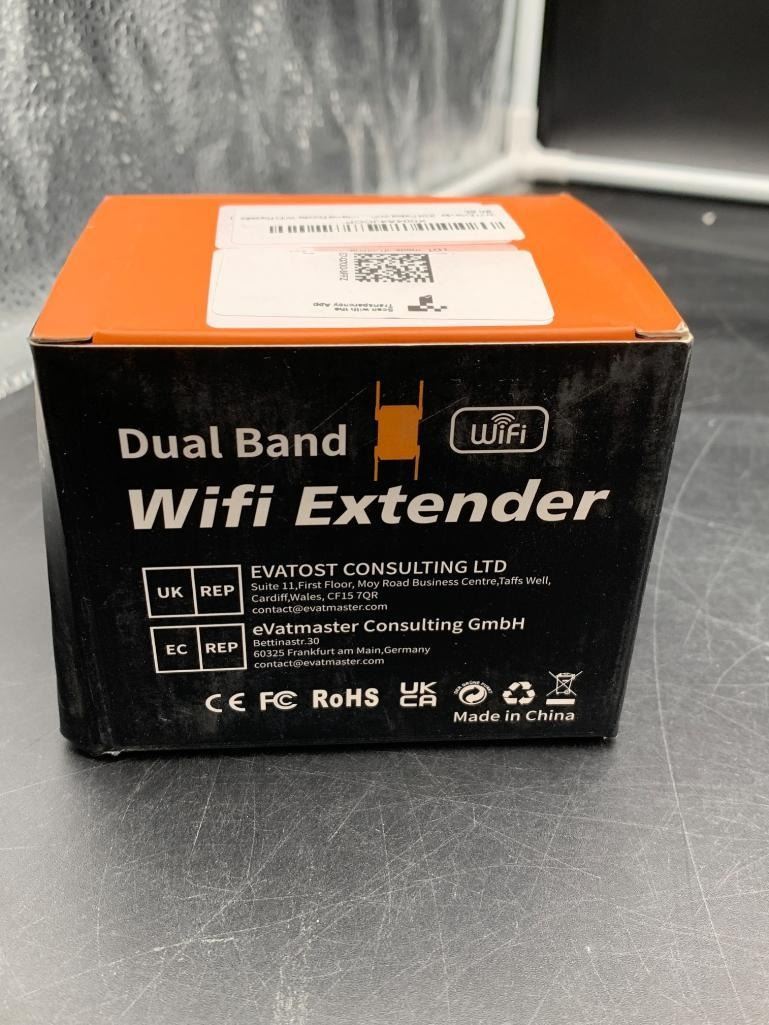 Scan with the
Transparency App
Dual Band
WiFi
Wifi Extender
UK REP
EVATOST CONSULTING LTD
Suite 11,First Floor, Moy Road Business Centre,Taffs Well,
Cardiff,Wales, CF15 7QR
contact@evatmaster.com
EC REP
eVatmaster Consulting GmbH
Bettinastr.30
60325 Frankfurt am Main,Germany
contact@evatmaster.com
CE FC RoHS UK CA
Made in China